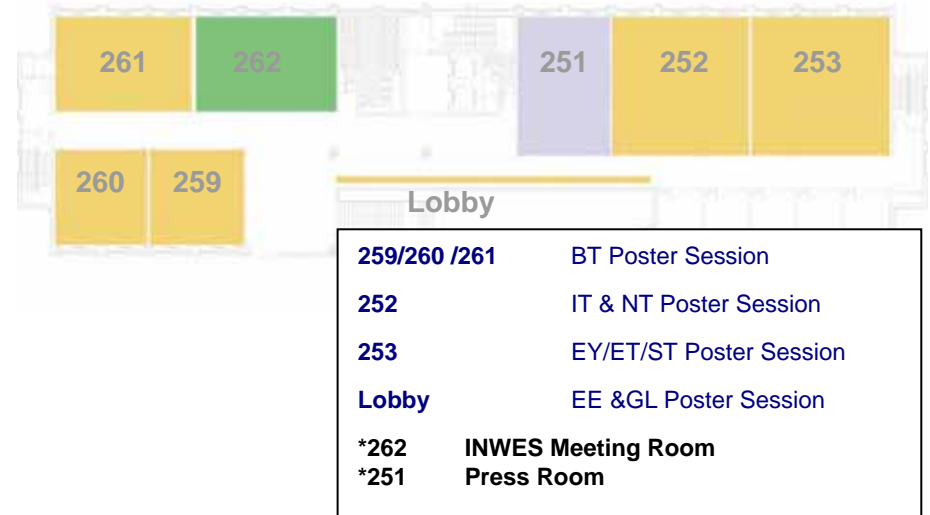 261 262 251 252 253
260 259
Lobby
259/260 /261 BT Poster Session
252 IT & NT Poster Session
253 EY/ET/ST Poster Session
Lobby EE &GL Poster Session
*262 INWES Meeting Room
*251 Press Room